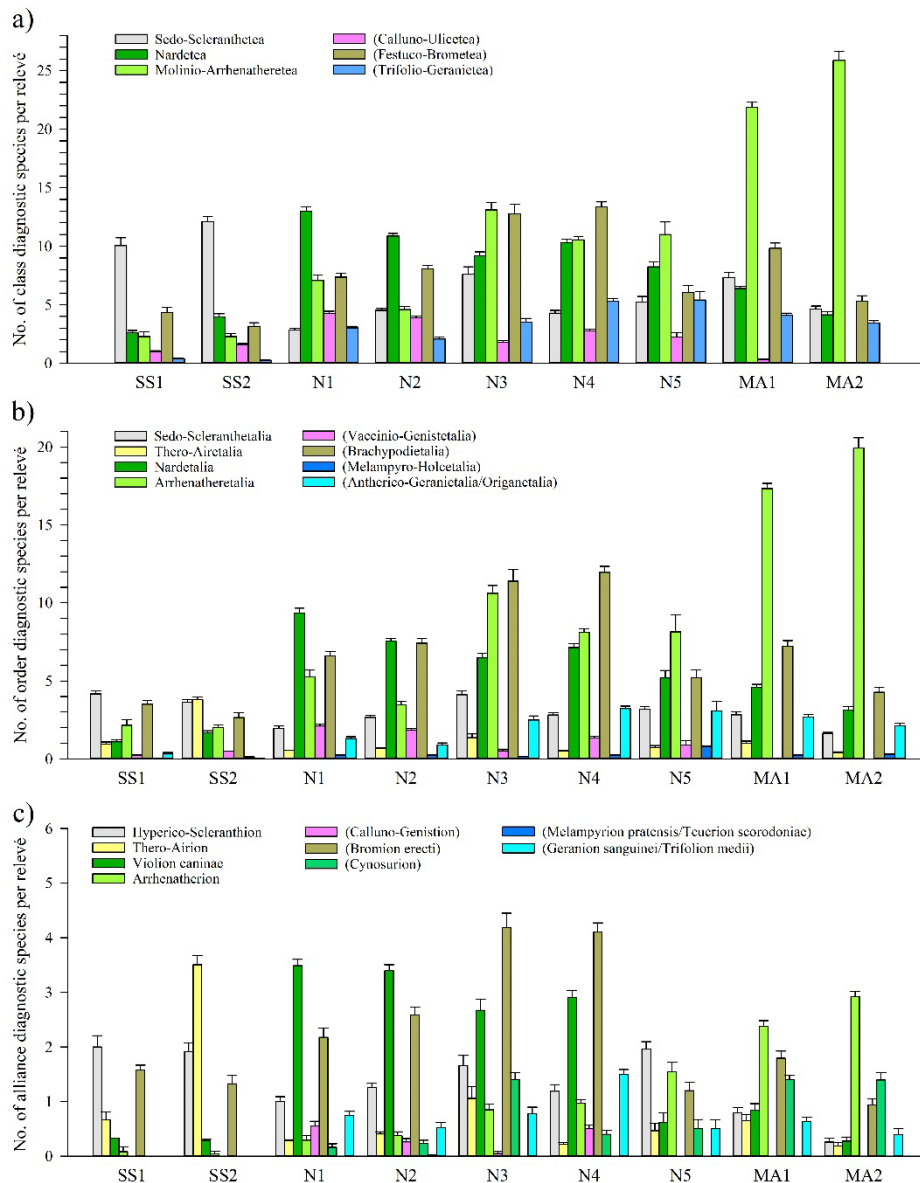 a)
Sedo-Scleranthetea (Calluno-Ulicetea)
Nardetea (Festuco-Brometea)
Molinio-Arrhenatheretea (Trifolio-Geranietea)
No. of class diagnostic species per relevé
25
20
15
10
5
0
SS1 SS2 N1 N2 N3 N4 N5 MA1 MA2
b)
Sedo-Scleranthetalia (Vaccinio-Genistetalia)
Thero-Airetalia (Brachypodietalia)
Nardetalia (Melampyro-Holcetalia)
Arrhenatheretalia (Antherico-Geranietalia/Origanetalia)
No. of order diagnostic species per relevé
20
15
10
5
0
SS1 SS2 N1 N2 N3 N4 N5 MA1 MA2
c)
Hyperico-Scleranthion (Calluno-Genistion) (Melampyrion pratensis/Teucrion scorodoniae)
Thero-Airion (Bromion erecti) (Geranion sanguinei/Trifolion medii)
Violion caninae (Cynosurion)
Arrhenatherion
No. of alliance diagnostic species per relevé
6
5
4
3
2
1
0
SS1 SS2 N1 N2 N3 N4 N5 MA1 MA2